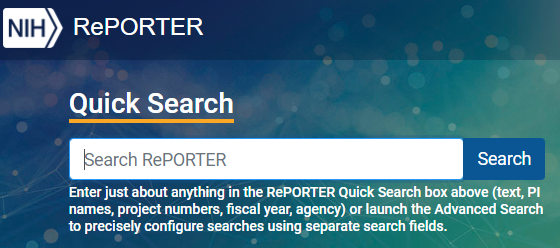 NIH RePORTER
Quick Search
Search RePORTER
Search
Enter just about anything in the RePORTER Quick Search box above (text, PI
names, project numbers, fiscal year, agency) or launch the Advanced Search
to precisely configure searches using separate search fields.